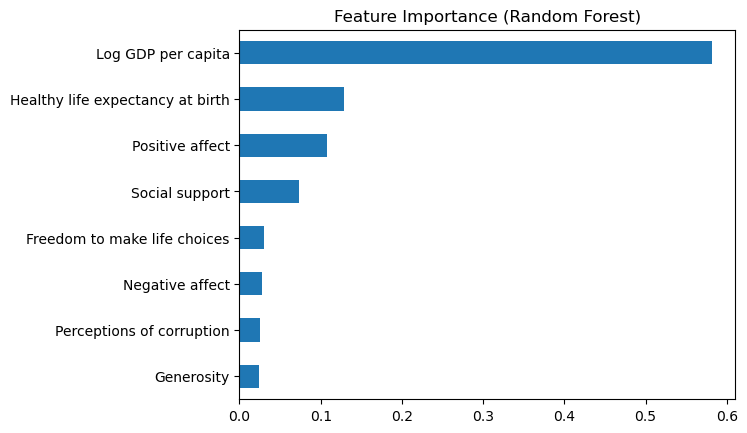 Feature Importance (Random Forest)
Log GDP per capita
Healthy life expectancy at birth
Positive affect
Social support
Freedom to make life choices
Negative affect
Perceptions of corruption
Generosity
0.0 0.1 0.2 0.3 0.4 0.5 0.6